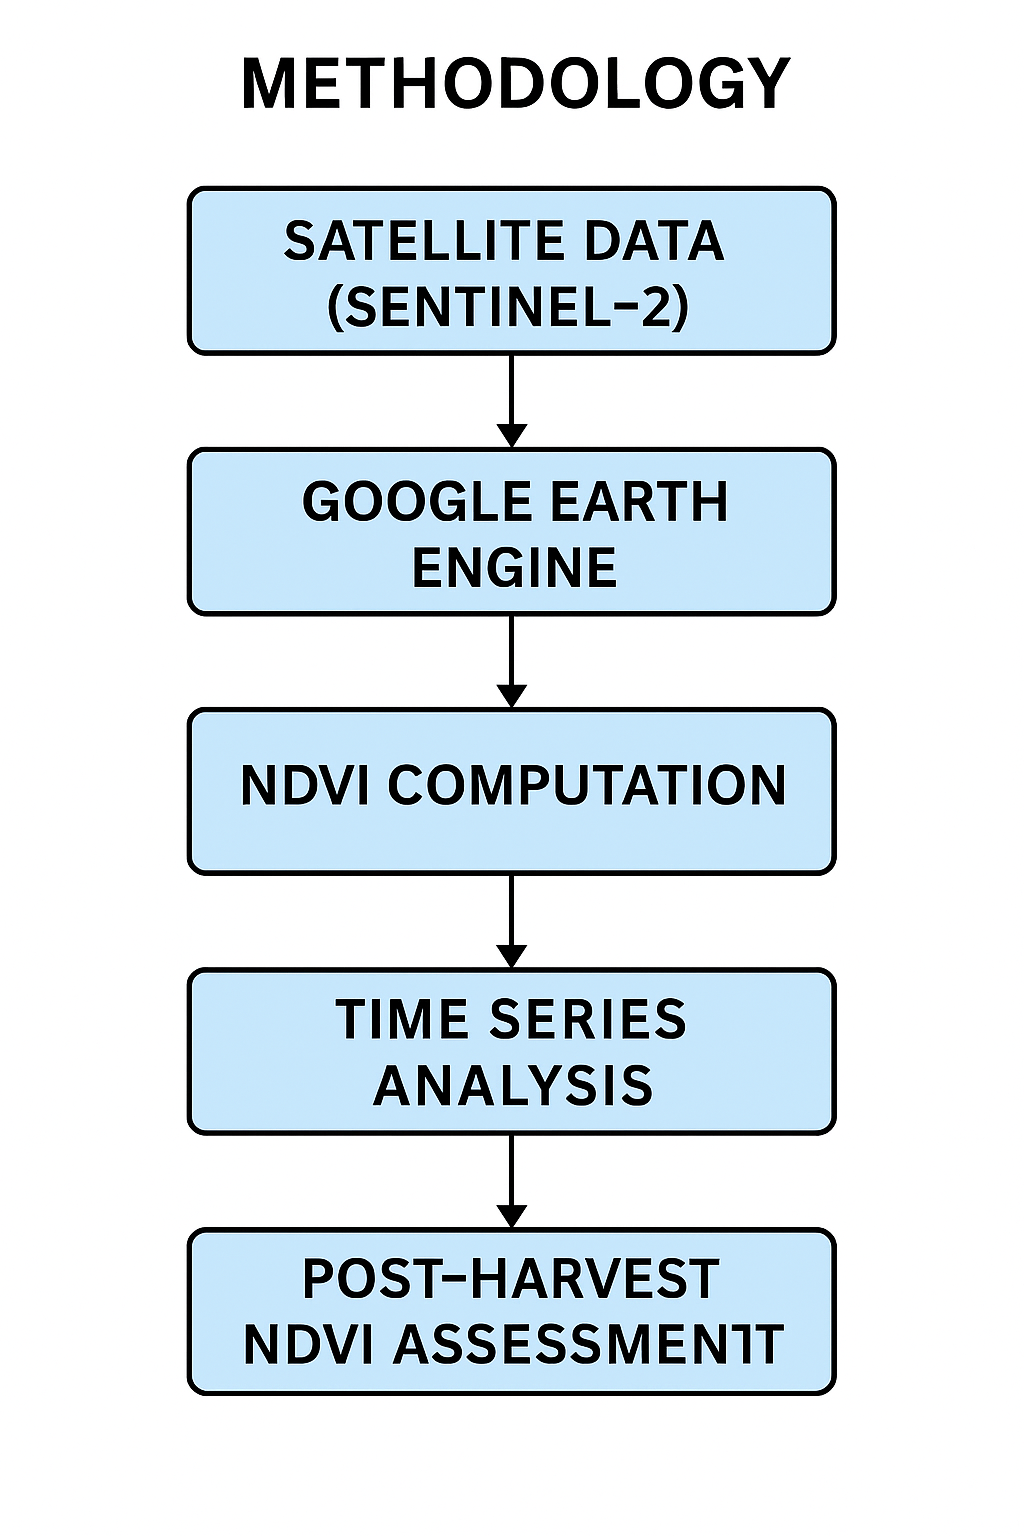 METHODOLOGY
SATELLITE DATA
(SENTINEL-2)
GOOGLE EARTH
ENGINE
NDVI COMPUTATION
TIME SERIES
ANALYSIS
POST-HARVEST
NDVI ASSESSMEN1T